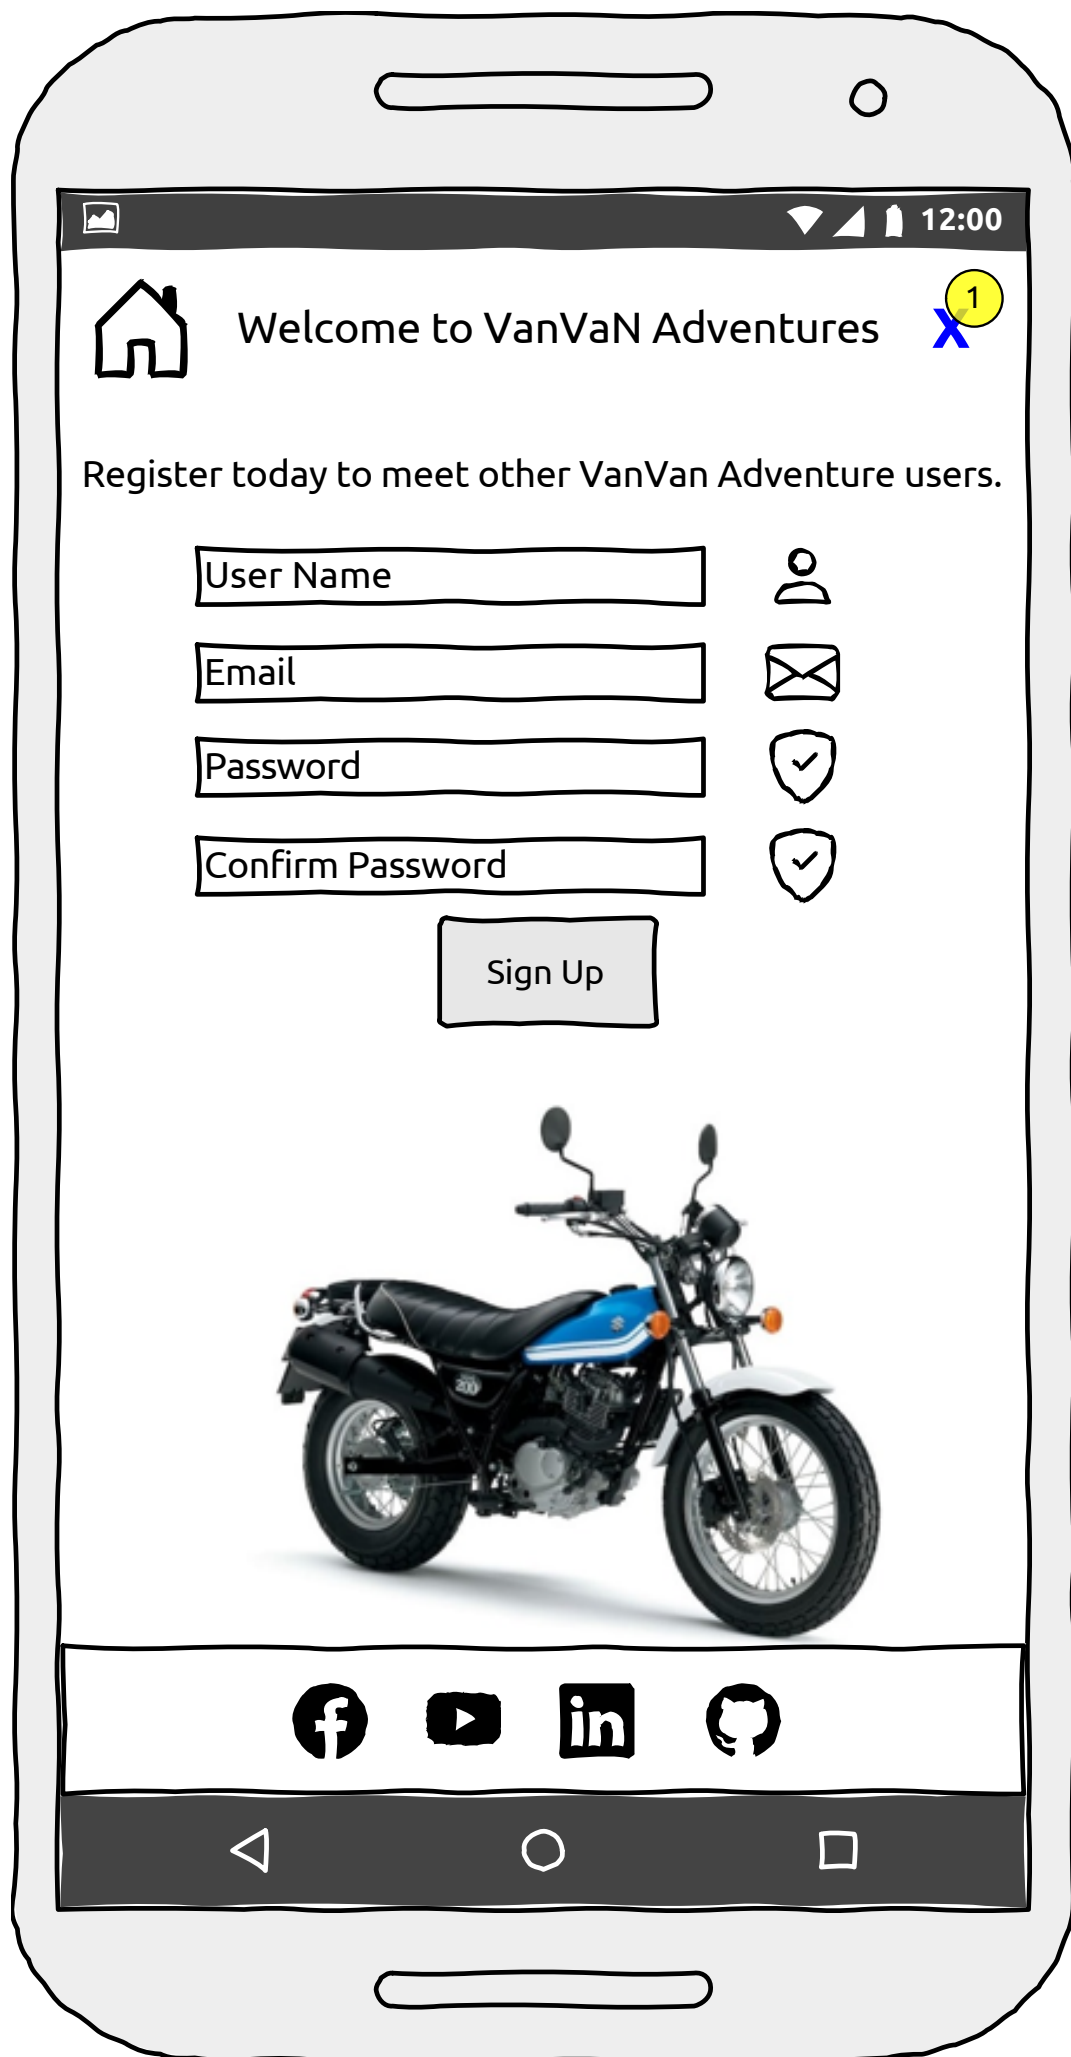 12:00
Welcome to VanVaN Adventures
X
1
Register today to meet other VanVan Adventure users.
User Name
Email
Password
Confirm Password
Sign Up
200
f
in